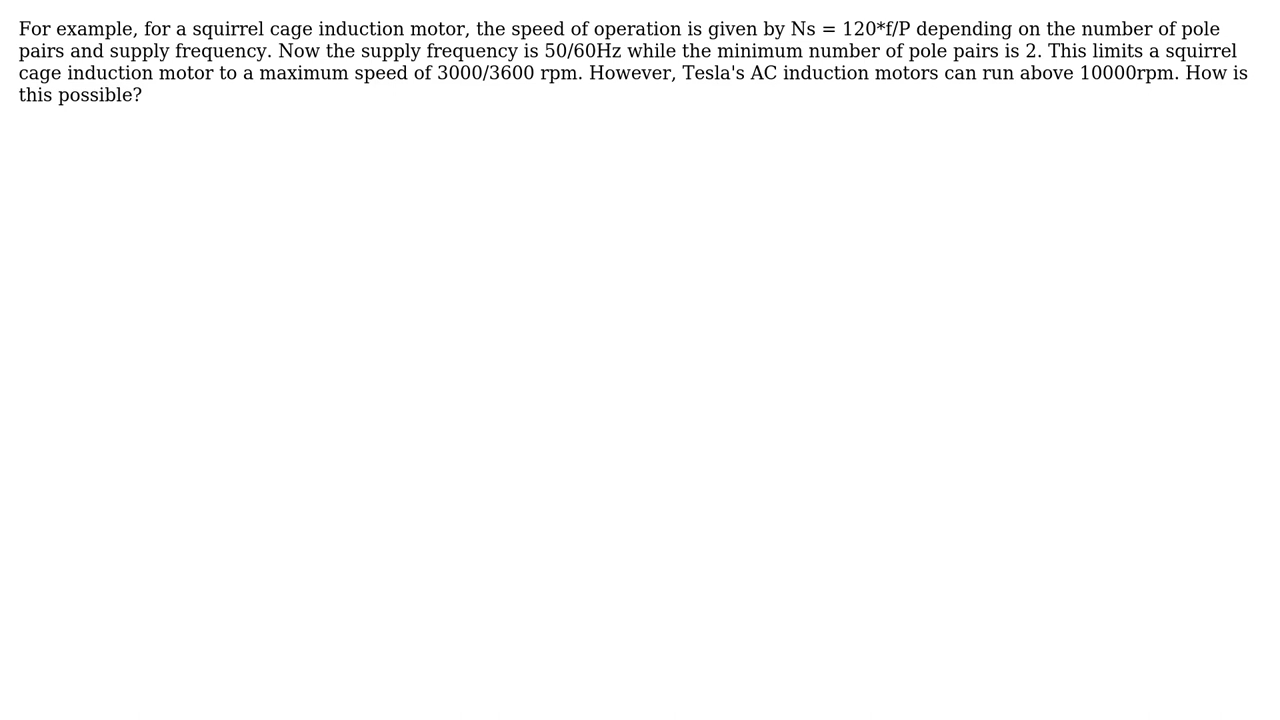 For example, for a squirrel cage induction motor, the speed of operation is given by Ns = 120*f/P depending on the number of pole
pairs and supply frequency. Now the supply frequency is 50/60Hz while the minimum number of pole pairs is 2. This limits a squirrel
cage induction motor to a maximum speed of 3000/3600 rpm. However, Tesla's AC induction motors can run above 10000rpm. How is
this possible?